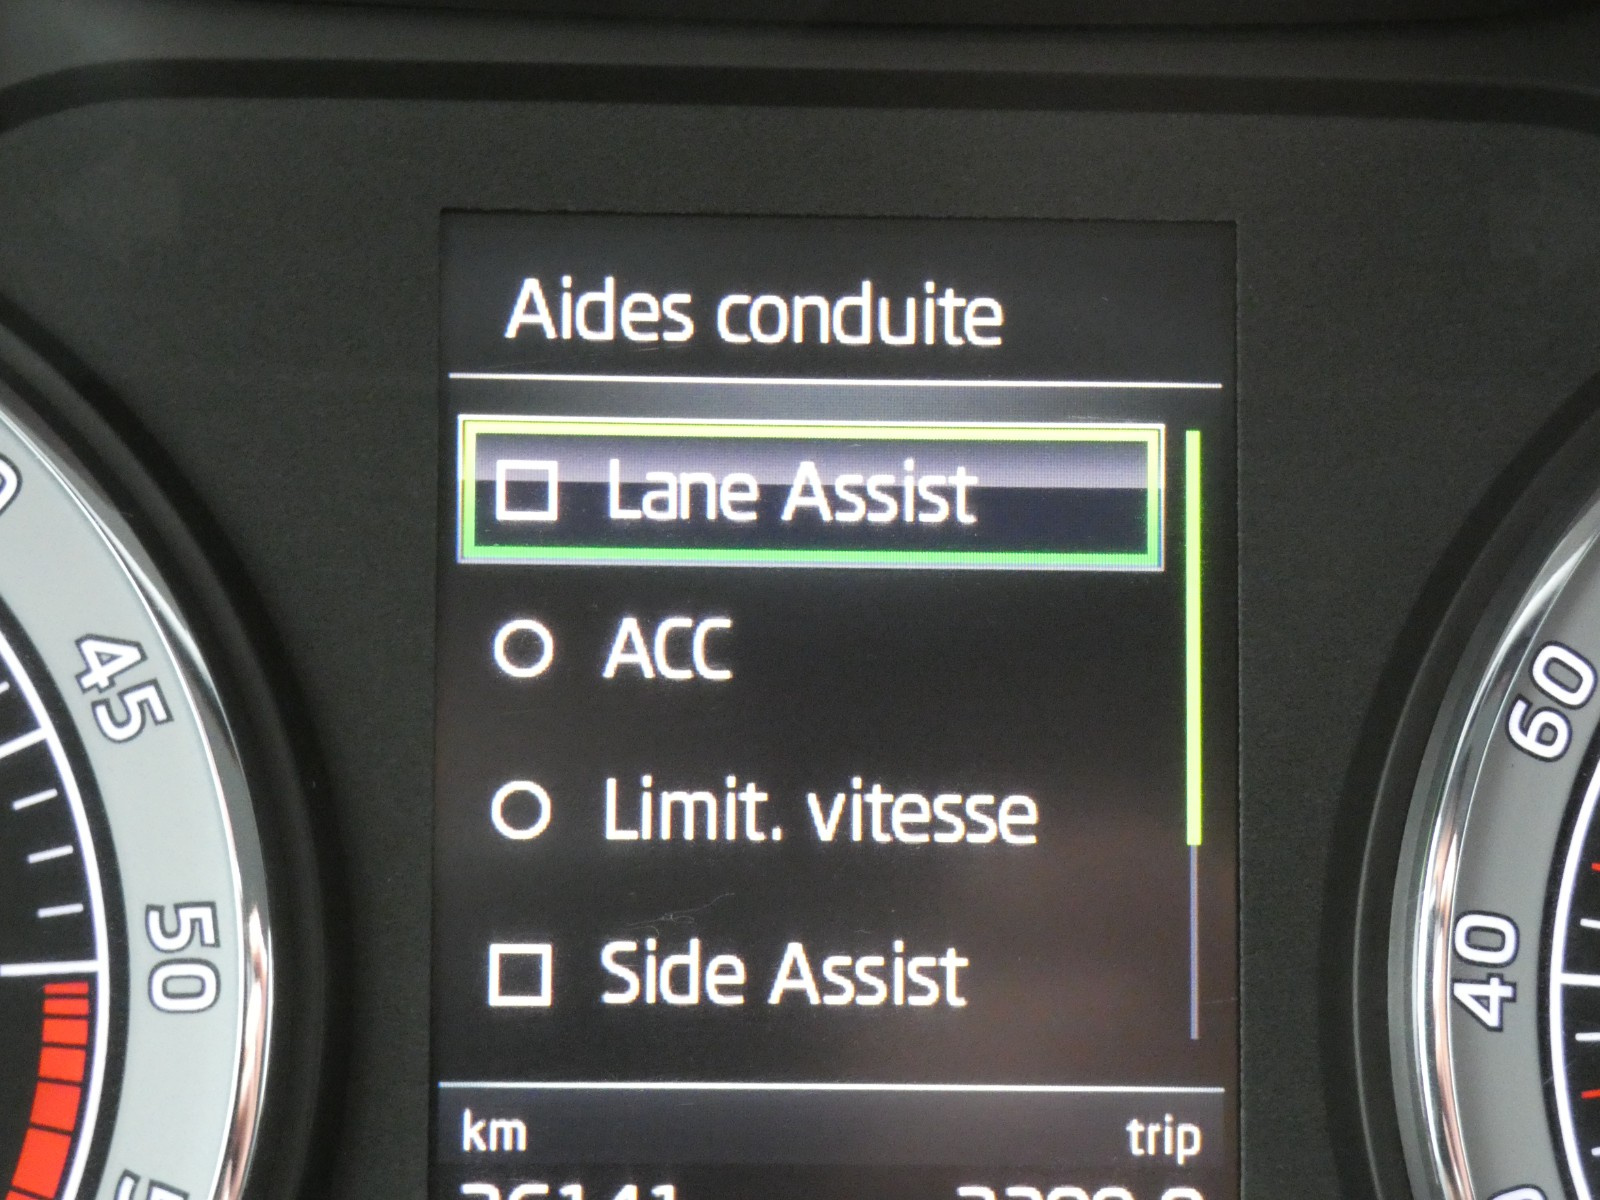 Aides conduite
Lane Assist
ACC
Limit. vitesse
Side Assist
km
trip
45
50
60
40